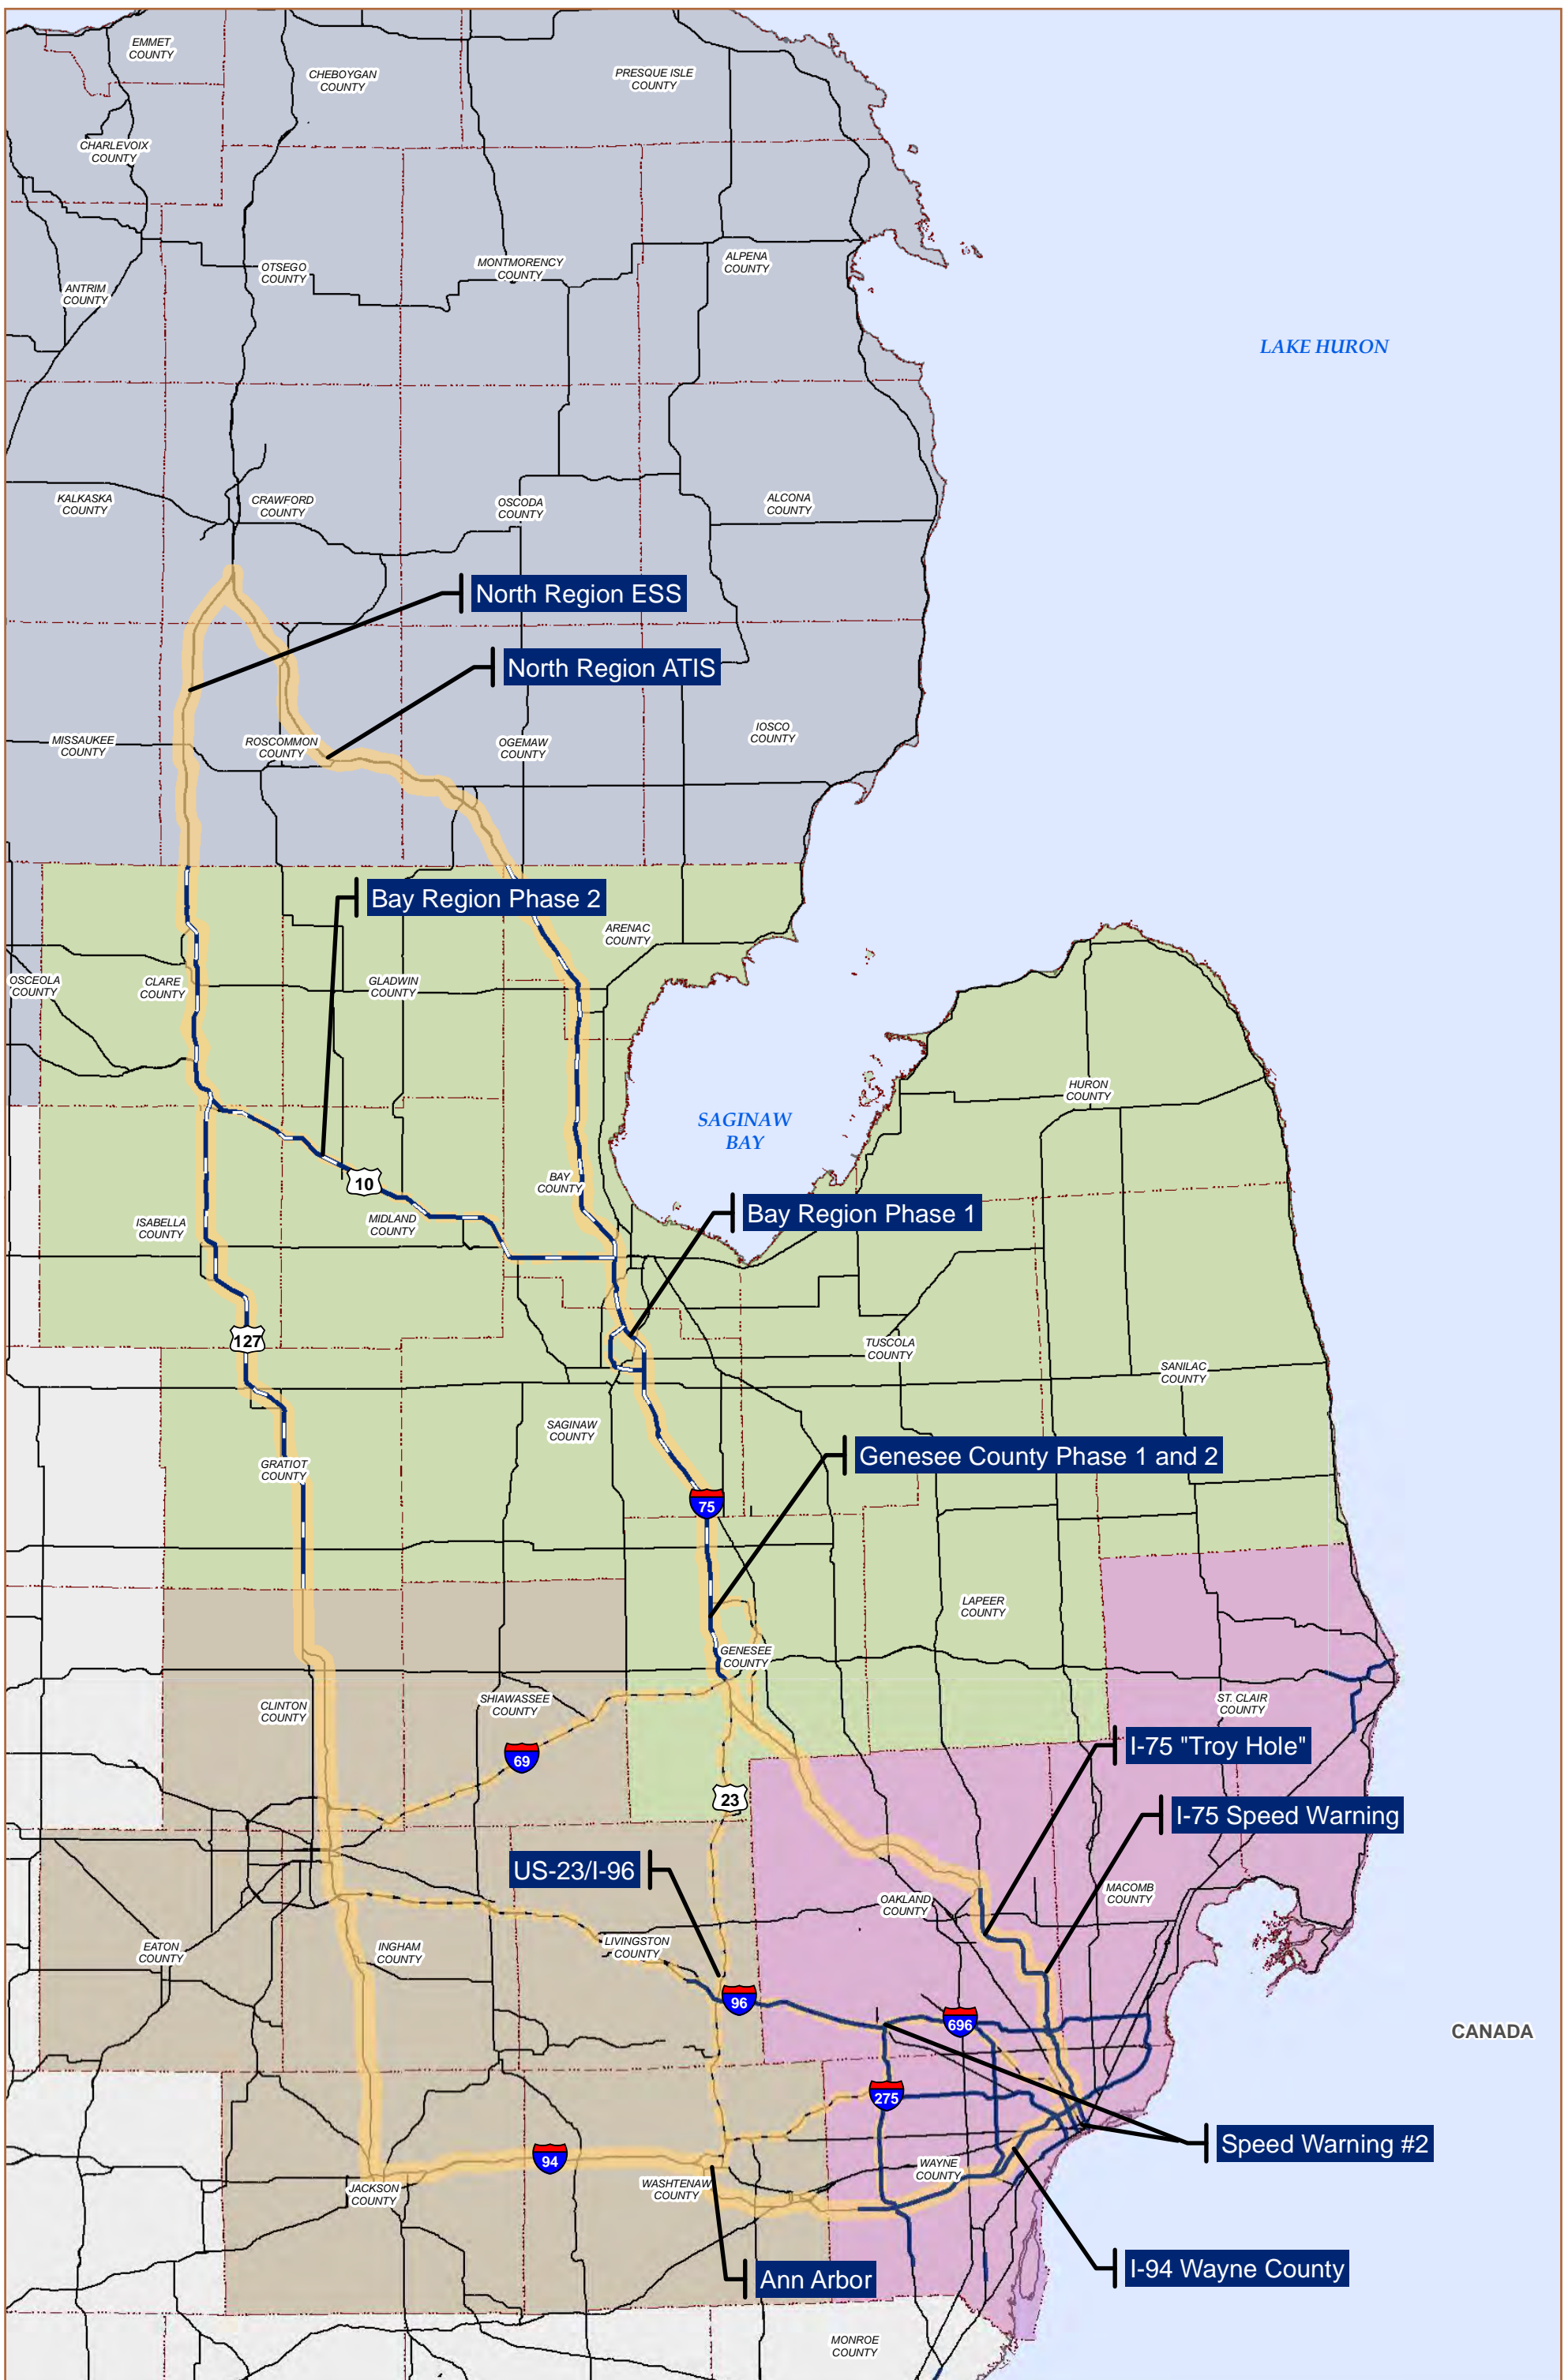 EMMET
COUNTY
CHEBOYGAN
COUNTY
PRESQUE ISLE
COUNTY
CHARLEVOIX
COUNTY
OTSEGO
COUNTY
MONTMORENCY
COUNTY
ALPENA
COUNTY
ANTRIM
COUNTY
LAKE HURON
KALKASKA
COUNTY
CRAWFORD
COUNTY
OSCODA
COUNTY
ALCONA
COUNTY
North Region ESS
North Region ATIS
MISSAUKEE
COUNTY
ROSCOMMON
COUNTY
OGEMAW
COUNTY
IOSCO
COUNTY
Bay Region Phase 2
ARENAC
COUNTY
OSCEOLA
COUNTY
CLARE
COUNTY
GLADWIN
COUNTY
HURON
COUNTY
SAGINAW
BAY
10
BAY
COUNTY
Bay Region Phase 1
ISABELLA
COUNTY
MIDLAND
COUNTY
127
TUSCOLA
COUNTY
SANILAC
COUNTY
SAGINAW
COUNTY
Genesee County Phase 1 and 2
GRATIOT
COUNTY
75
LAPEER
COUNTY
GENESEE
COUNTY
CLINTON
COUNTY
SHIAWASSEE
COUNTY
ST. CLAIR
COUNTY
I-75 "Troy Hole"
69
23
I-75 Speed Warning
US-23/I-96
OAKLAND
COUNTY
MACOMB
COUNTY
EATON
COUNTY
INGHAM
COUNTY
LIVINGSTON
COUNTY
96
696
CANADA
275
Speed Warning #2
94
WAYNE
COUNTY
JACKSON
COUNTY
WASHTENAW
COUNTY
I-94 Wayne County
Ann Arbor
MONROE
COUNTY